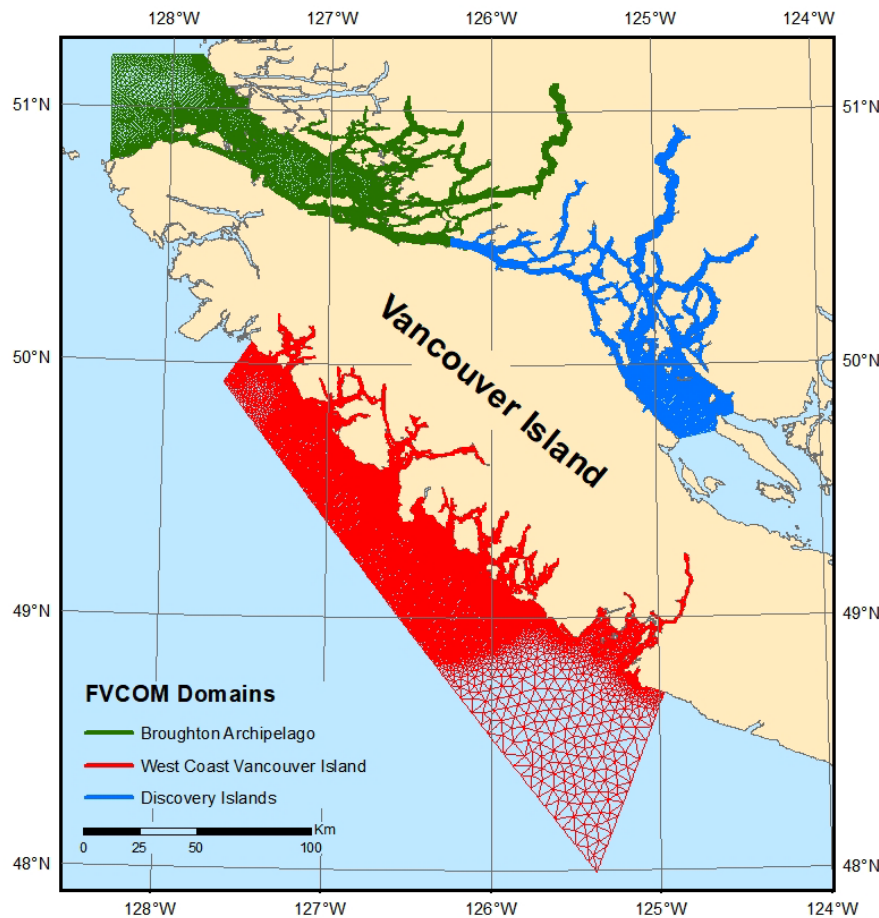 128°W 127°W 126°W 125°W 124°W
51°N 51°N
50°N 50°N
Vancouver Island
49°N 49°N
FVCOM Domains
Broughton Archipelago
West Coast Vancouver Island
Discovery Islands
Km
0 25 50 100
48°N 48°N
128°W 127°W 126°W 125°W 124°W